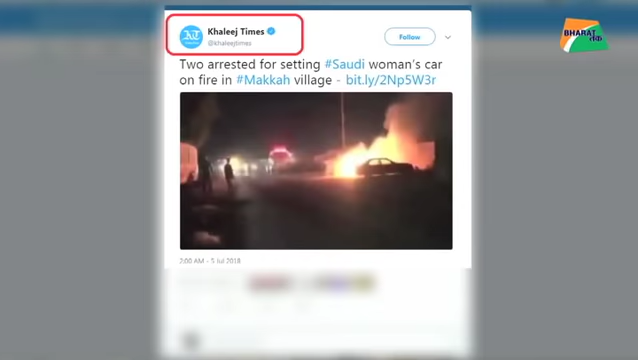 Khaleej Times
@khaleejtimes
Follow
Two arrested for setting #Saudi woman's car
on fire in #Makkah village - bit.ly/2Np5W3r
2:00 AM - 5 Jul 2018
BHARAT
तक